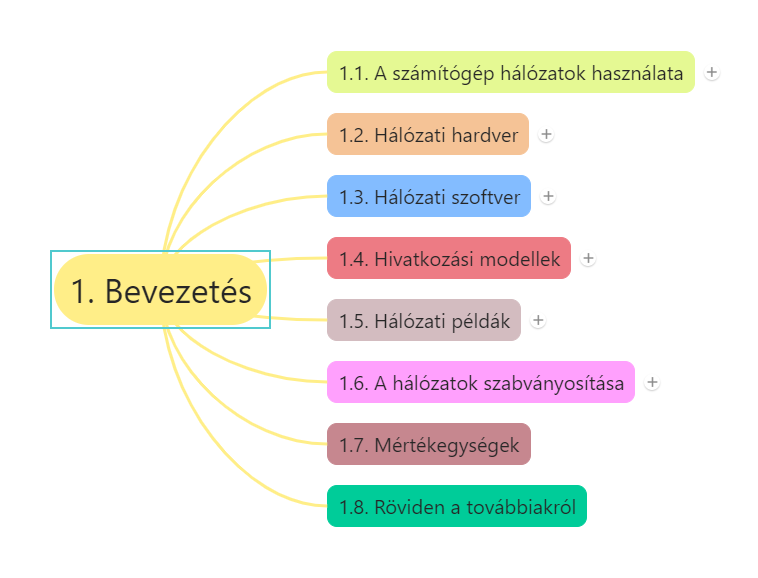 1. Bevezetés
1.1. A számítógép hálózatok használata
1.2. Hálózati hardver
1.3. Hálózati szoftver
1.4. Hivatkozási modellek
1.5. Hálózati példák
1.6. A hálózatok szabványosítása
1.7. Mértékegységek
1.8. Röviden a továbbiakról